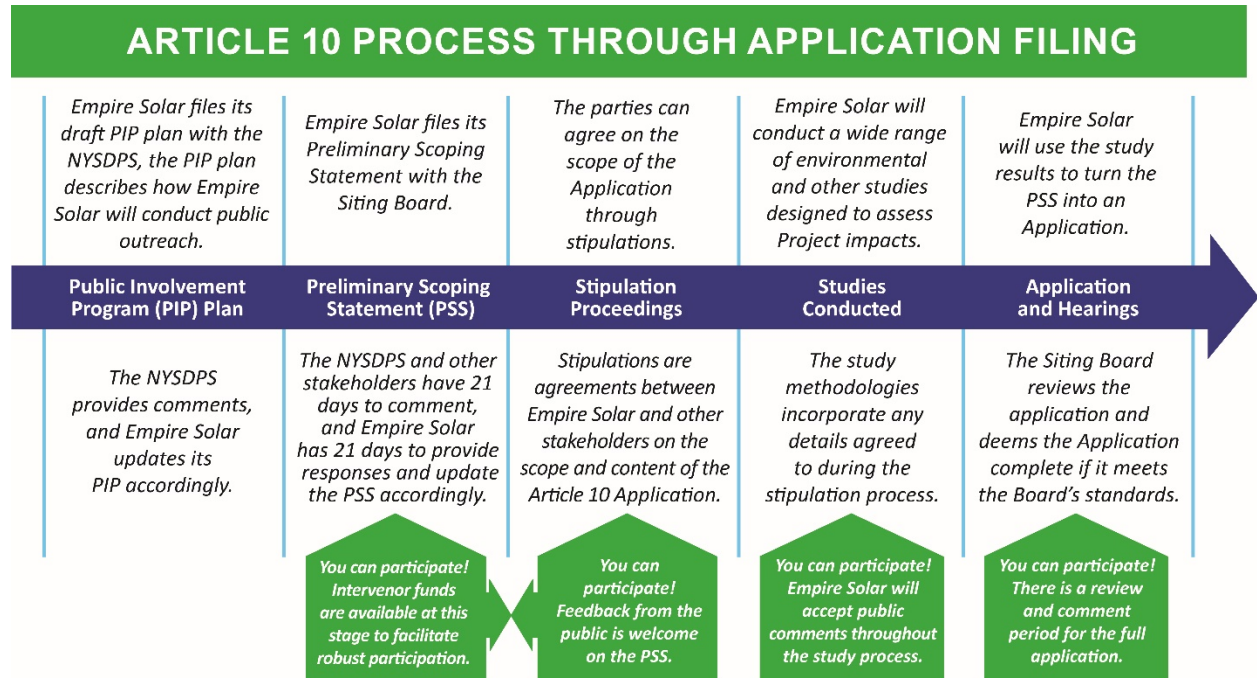 ARTICLE 10 PROCESS THROUGH APPLICATION FILING
Empire Solar files its
draft PIP plan with the
NYSDPS, the PIP plan
describes how Empire
Solar will conduct public
outreach.
Empire Solar files its
Preliminary Scoping
Statement with the
Siting Board.
The parties can
agree on the
scope of the
Application
through
stipulations.
Empire Solar will
conduct a wide range
of environmental
and other studies
designed to assess
Project impacts.
Empire Solar
will use the study
results to turn the
PSS into an
Application.
Public Involvement
Program (PIP) Plan
Preliminary Scoping
Statement (PSS)
Stipulation
Proceedings
Studies
Conducted
Application
and Hearings
The NYSDPS
provides comments,
and Empire Solar
updates its
PIP accordingly.
The NYSDPS and other
stakeholders have 21
days to comment,
and Empire Solar
has 21 days to provide
responses and update
the PSS accordingly.
Stipulations are
agreements between
Empire Solar and other
stakeholders on the
scope and content of the
Article 10 Application.
The study
methodologies
incorporate any
details agreed
to during the
stipulation process.
The Siting Board
reviews the
application and
deems the Application
complete if it meets
the Board's standards.
You can participate!
Intervenor funds
are available at this
stage to facilitate
robust participation.
You can
participate!
Feedback from the
public is welcome
on the PSS.
You can participate!
Empire Solar will
accept public
comments throughout
the study process.
You can participate!
There is a review
and comment
period for the full
application.